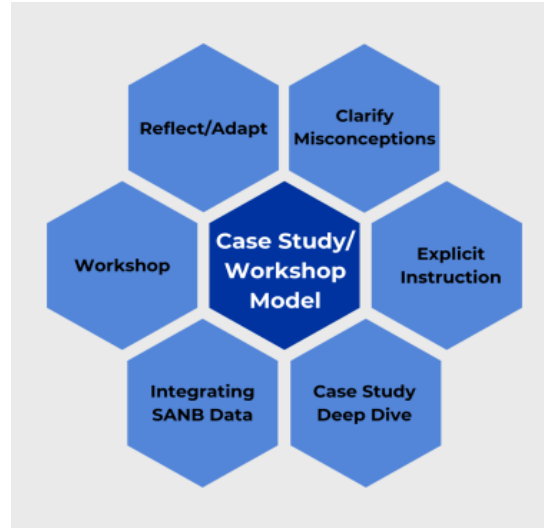 Reflect/Adapt
Clarify
Misconceptions
Workshop
Case Study/
Workshop
Model
Explicit
Instruction
Integrating
SANB Data
Case Study
Deep Dive